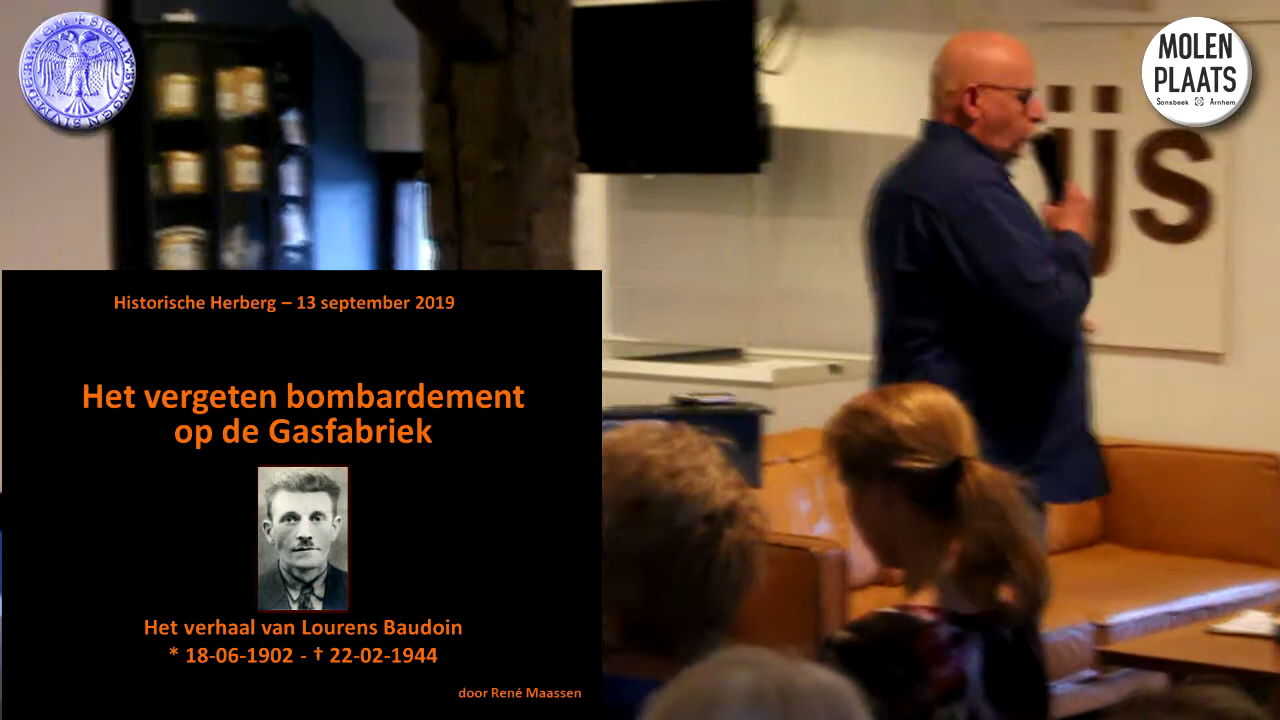 MOLEN
PLAATS
Sonsbeek Arnhem
ijs
Historische Herberg – 13 september 2019
Het vergeten bombardement
op de Gasfabriek
Het verhaal van Lourens Baudoin
* 18-06-1902 - † 22-02-1944
door René Maassen